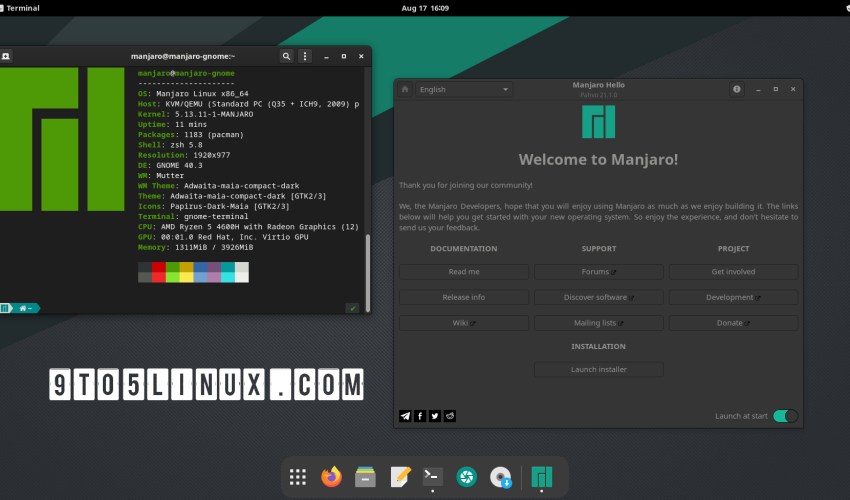 Terminal
Aug 17 16:09
manjaro@manjaro-gnome:~
manjaro@manjaro-gnome
--------------------
OS: Manjaro Linux x86_64
Host: KVM/QEMU (Standard PC (Q35 + ICH9, 2009) p
Kernel: 5.13.11-1-MANJARO
Uptime: 11 mins
Packages: 1183 (pacman)
Shell: zsh 5.8
Resolution: 1920x977
DE: GNOME 40.3
WM: Mutter
WM Theme: Adwaita-maia-compact-dark
Theme: Adwaita-maia-compact-dark [GTK2/3]
Icons: Papirus-Dark-Maia [GTK2/3]
Terminal: gnome-terminal
CPU: AMD Ryzen 5 4600H with Radeon Graphics (12)
GPU: 00:01.0 Red Hat, Inc. Virtio GPU
Memory: 1311MiB / 3926MiB
~
English
Manjaro Hello
Pahvo 21.1.0
Welcome to Manjaro!
Thank you for joining our community!
We, the Manjaro Developers, hope that you will enjoy using Manjaro as much as we enjoy building it. The links
below will help you get started with your new operating system. So enjoy the experience, and don't hesitate to
send us your feedback.
DOCUMENTATION SUPPORT PROJECT
Read me Forums Get involved
Release info Discover software Development
Wiki Mailing lists Donate
INSTALLATION
Launch installer
Launch at start
9TO5LINUX.COM